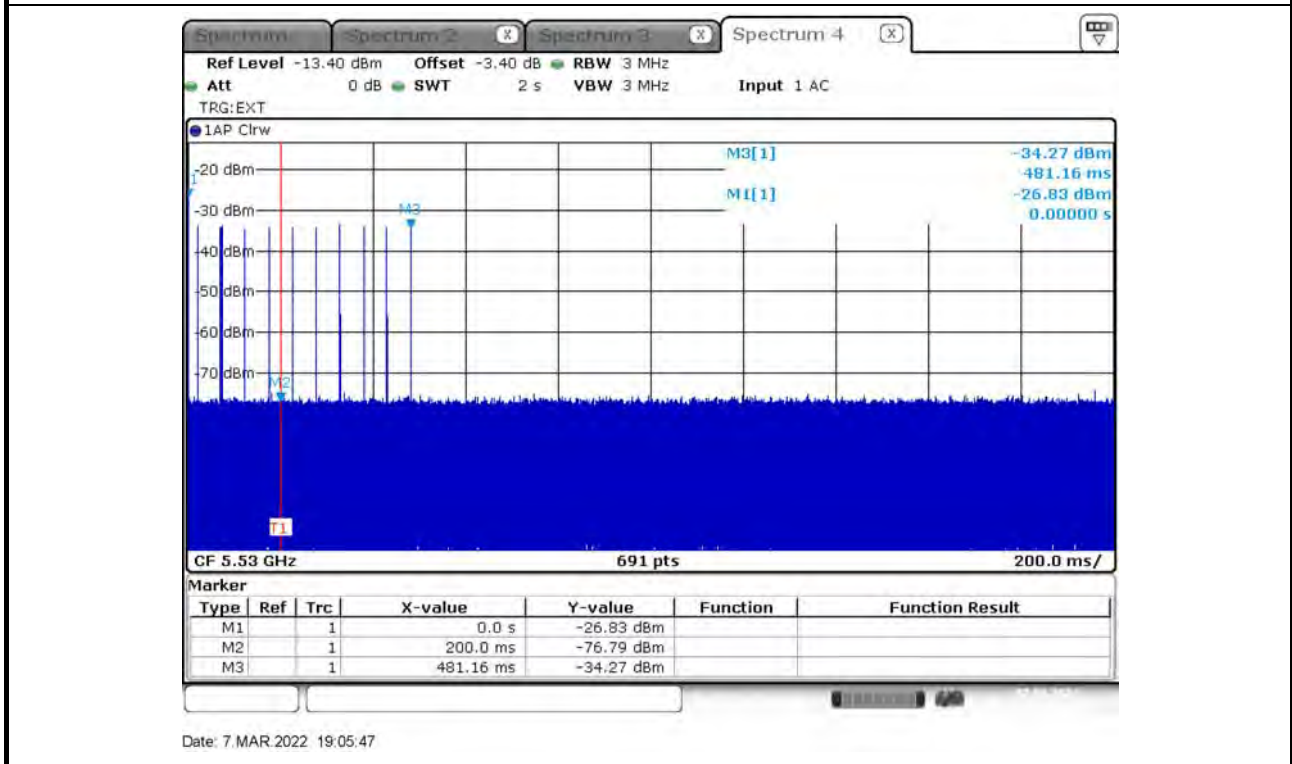 Spectrum Spectrum 2 X Spectrum 3 X Spectrum 4 X
Ref Level -13.40 dBm Offset -3.40 dB RBW 3 MHz
Att 0 dB SWT 2 s VBW 3 MHz Input 1 AC
TRG:EXT
1AP Clrw
M3[1] -34.27 dBm
481.16 ms
M1[1] -26.83 dBm
0.00000 s
-20 dBm
1
-30 dBm
M3
-40 dBm
-50 dBm
-60 dBm
-70 dBm
M2
T1
CF 5.53 GHz 691 pts 200.0 ms/
Marker
Type Ref Trc X-value Y-value Function Function Result
M1 1 0.0 s -26.83 dBm
M2 1 200.0 ms -76.79 dBm
M3 1 481.16 ms -34.27 dBm
Date: 7.MAR.2022 19:05:47